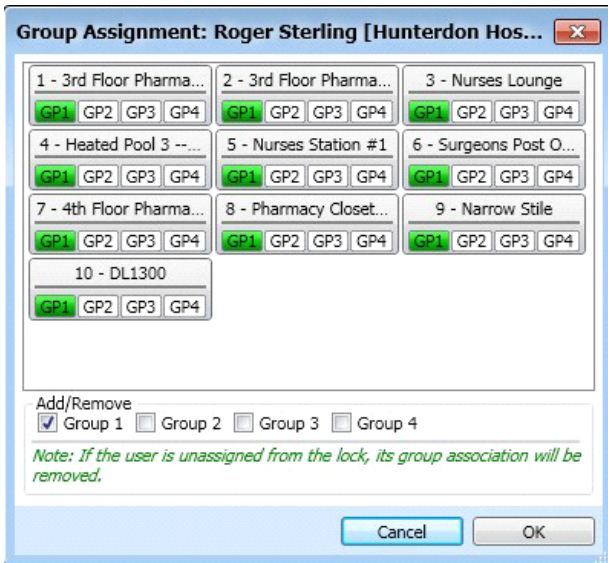 Group Assignment: Roger Sterling [Hunterdon Hos...
1 - 3rd Floor Pharma... 2 - 3rd Floor Pharma... 3 - Nurses Lounge
GP1 GP2 GP3 GP4 GP1 GP2 GP3 GP4 GP1 GP2 GP3 GP4
4 - Heated Pool 3 --... 5 - Nurses Station #1 6 - Surgeons Post O...
GP1 GP2 GP3 GP4 GP1 GP2 GP3 GP4 GP1 GP2 GP3 GP4
7 - 4th Floor Pharma... 8 - Pharmacy Closet... 9 - Narrow Stile
GP1 GP2 GP3 GP4 GP1 GP2 GP3 GP4 GP1 GP2 GP3 GP4
10 - DL1300
GP1 GP2 GP3 GP4
Add/Remove
Group 1 Group 2 Group 3 Group 4
Note: If the user is unassigned from the lock, its group association will be
removed.
Cancel OK